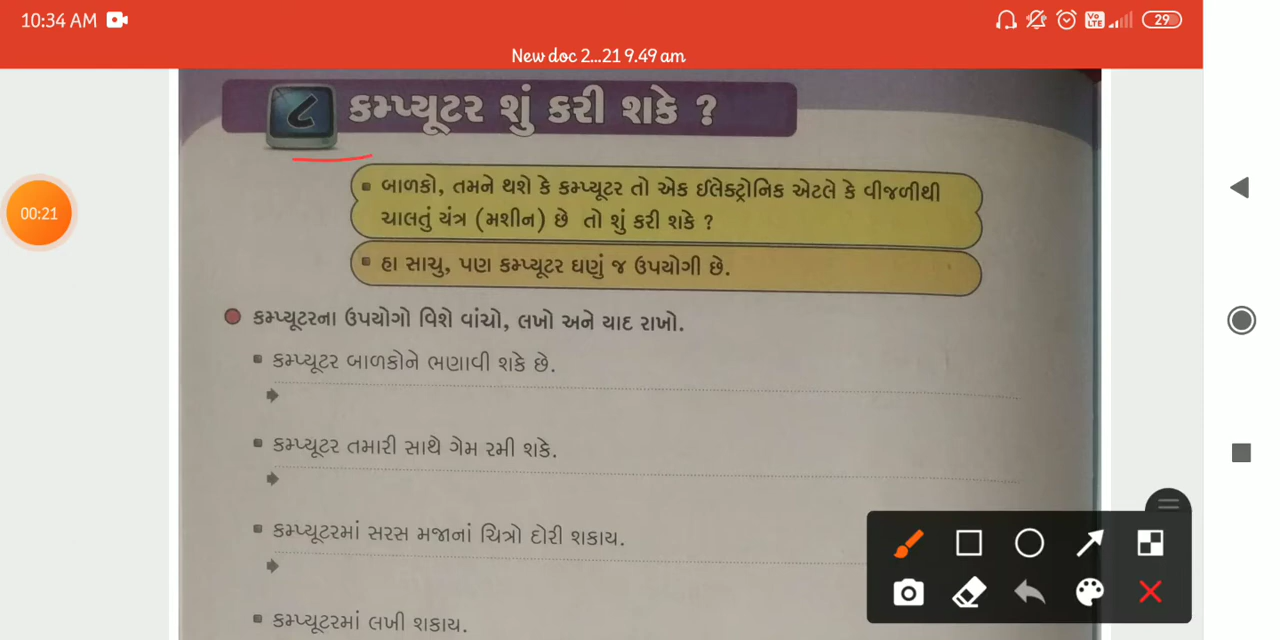 10:34 AM
VoLTE
29
New doc 2...21 9.49 am
૮ કમ્પ્યૂટર શું કરી શકે ?
00:21
▪ બાળકો, તમને થશે કે કમ્પ્યૂટર તો એક ઈલેક્ટ્રોનિક એટલે કે વીજળીથી
ચાલતું યંત્ર (મશીન) છે તો શું કરી શકે ?
▪ હા સાચુ, પણ કમ્પ્યૂટર ઘણું જ ઉપયોગી છે.
● કમ્પ્યૂટરના ઉપયોગો વિશે વાંચો, લખો અને યાદ રાખો.
▪ કમ્પ્યૂટર બાળકોને ભણાવી શકે છે.
▪ કમ્પ્યૂટર તમારી સાથે ગેમ રમી શકે.
▪ કમ્પ્યૂટરમાં સરસ મજાનાં ચિત્રો દોરી શકાય.
▪ કમ્પ્યૂટરમાં લખી શકાય.